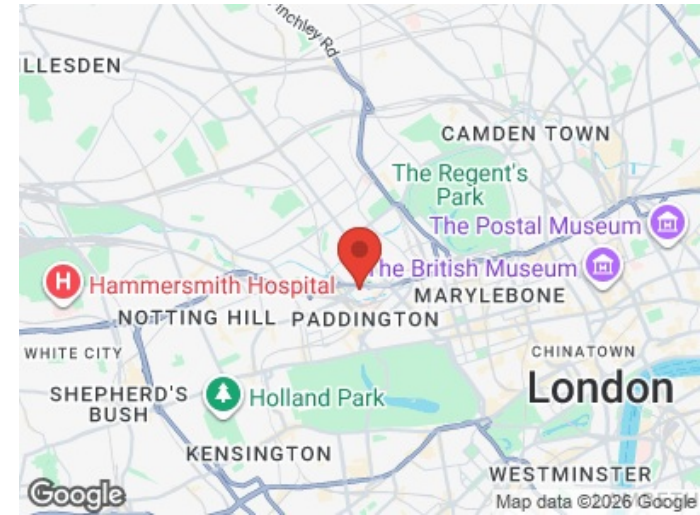 Finchley Rd
LLESDEN
CAMDEN TOWN
The Regent's
Park
The Postal Museum
The British Museum
H
Hammersmith Hospital
MARYLEBONE
NOTTING HILL
PADDINGTON
WHITE CITY
CHINATOWN
SHEPHERD'S
BUSH
Holland Park
London
KENSINGTON
WESTMINSTER
Google
Map data ©2026 Google